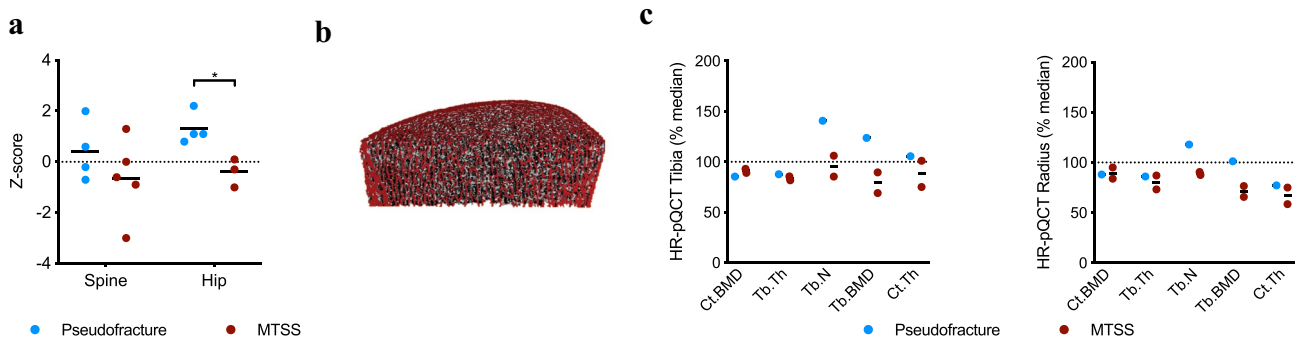 a
b
c
Z-score
4
2
0
-2
-4
*
Spine
Hip
Pseudofracture
MTSS
HR-pQCT Tibia (% median)
200
150
100
50
0
Ct.BMD
Tb.Th
Tb.N
Tb.BMD
Ct.Th
HR-pQCT Radius (% median)
200
150
100
50
0
Ct.BMD
Tb.Th
Tb.N
Tb.BMD
Ct.Th
Pseudofracture
MTSS